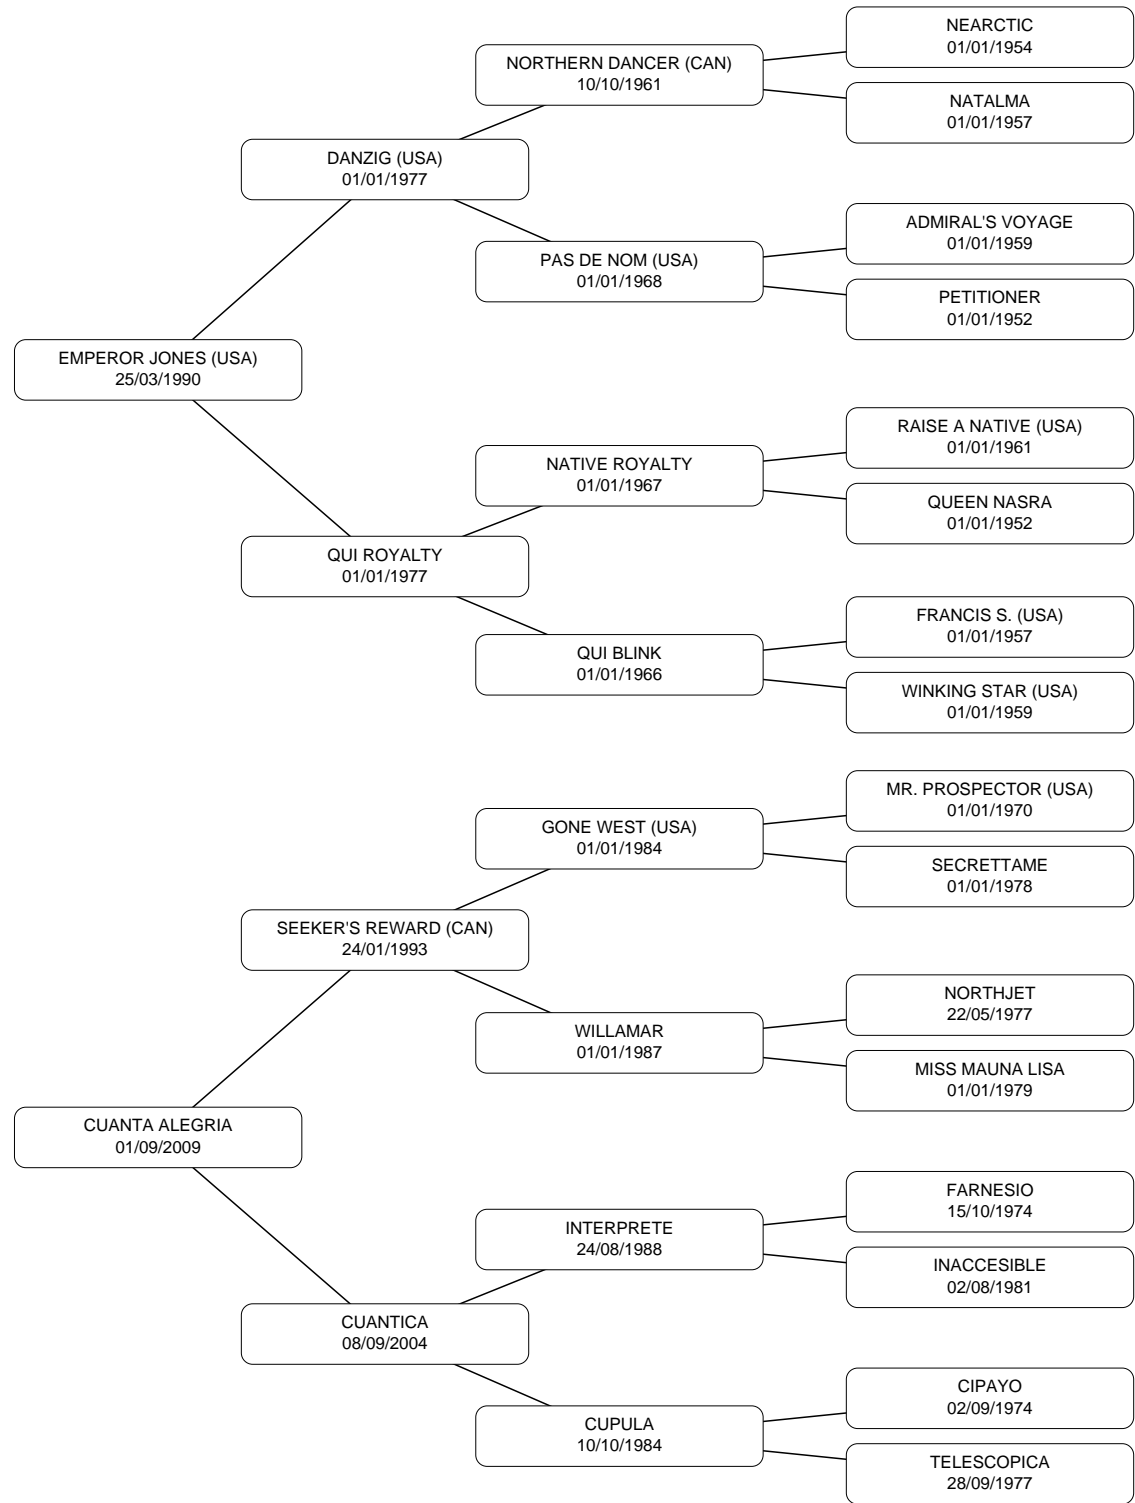 NEARCTIC
01/01/1954
NORTHERN DANCER (CAN)
10/10/1961
NATALMA
01/01/1957
DANZIG (USA)
01/01/1977
ADMIRAL'S VOYAGE
01/01/1959
PAS DE NOM (USA)
01/01/1968
PETITIONER
01/01/1952
EMPEROR JONES (USA)
25/03/1990
RAISE A NATIVE (USA)
01/01/1961
NATIVE ROYALTY
01/01/1967
QUEEN NASRA
01/01/1952
QUI ROYALTY
01/01/1977
FRANCIS S. (USA)
01/01/1957
QUI BLINK
01/01/1966
WINKING STAR (USA)
01/01/1959
MR. PROSPECTOR (USA)
01/01/1970
GONE WEST (USA)
01/01/1984
SECRETTAME
01/01/1978
SEEKER'S REWARD (CAN)
24/01/1993
NORTHJET
22/05/1977
WILLAMAR
01/01/1987
MISS MAUNA LISA
01/01/1979
CUANTA ALEGRIA
01/09/2009
FARNESIO
15/10/1974
INTERPRETE
24/08/1988
INACCESIBLE
02/08/1981
CUANTICA
08/09/2004
CIPAYO
02/09/1974
CUPULA
10/10/1984
TELESCOPICA
28/09/1977